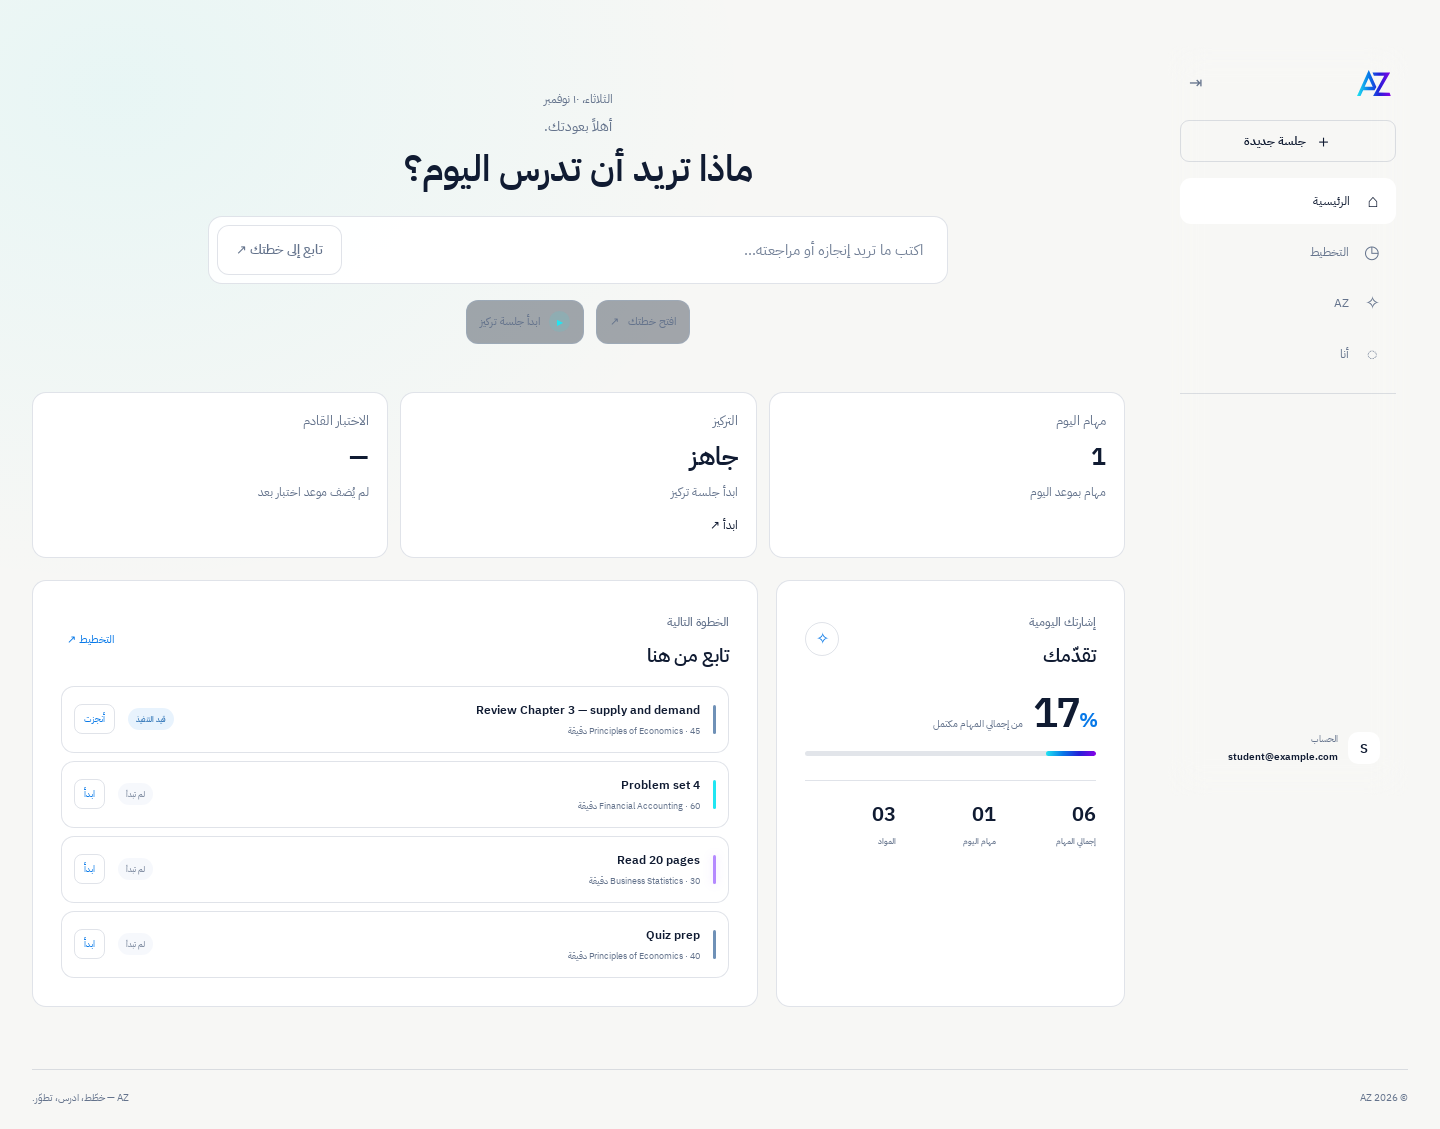 AZ
جلسة جديدة
الرئيسية
التخطيط
AZ
أنا
الحساب
student@example.com
S
الثلاثاء، ١٠ نوفمبر
أهلاً بعودتك.
ماذا تريد أن تدرس اليوم؟
اكتب ما تريد إنجازه أو مراجعته...
تابع إلى خطتك ↗
افتح خطتك ↗
ابدأ جلسة تركيز
مهام اليوم
1
مهام بموعد اليوم
التركيز
جاهز
ابدأ جلسة تركيز
ابدأ ↗
الاختبار القادم
—
لم يُضف موعد اختبار بعد
إشارتك اليومية
تقدّمك
17%
من إجمالي المهام مكتمل
06
إجمالي المهام
01
مهام اليوم
03
المواد
الخطوة التالية
تابع من هنا
التخطيط ↗
Review Chapter 3 — supply and demand
Principles of Economics · 45 دقيقة
قيد التنفيذ
أنجزت
Problem set 4
Financial Accounting · 60 دقيقة
لم تبدأ
ابدأ
Read 20 pages
Business Statistics · 30 دقيقة
لم تبدأ
ابدأ
Quiz prep
Principles of Economics · 40 دقيقة
لم تبدأ
ابدأ
© 2026 AZ
AZ — خطّط، ادرس، تطوّر.